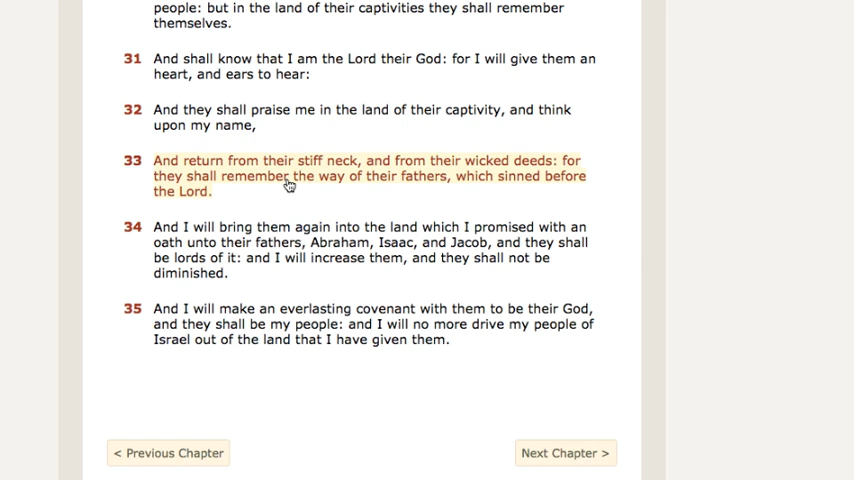 people: but in the land of their captivities they shall remember
themselves.
31 And shall know that I am the Lord their God: for I will give them an
heart, and ears to hear:
32 And they shall praise me in the land of their captivity, and think
upon my name,
33 And return from their stiff neck, and from their wicked deeds: for
they shall remember the way of their fathers, which sinned before
the Lord.
34 And I will bring them again into the land which I promised with an
oath unto their fathers, Abraham, Isaac, and Jacob, and they shall
be lords of it: and I will increase them, and they shall not be
diminished.
35 And I will make an everlasting covenant with them to be their God,
and they shall be my people: and I will no more drive my people of
Israel out of the land that I have given them.
< Previous Chapter
Next Chapter >